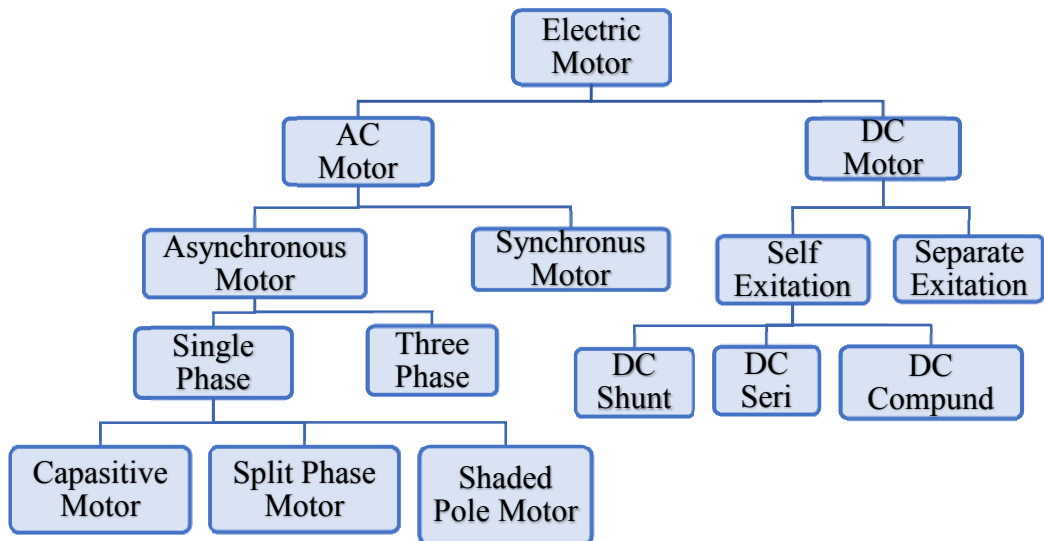 Electric
Motor
AC
Motor
DC
Motor
Asynchronous
Motor
Synchronus
Motor
Self
Exitation
Separate
Exitation
Single
Phase
Three
Phase
DC
Shunt
DC
Seri
DC
Compund
Capasitive
Motor
Split Phase
Motor
Shaded
Pole Motor